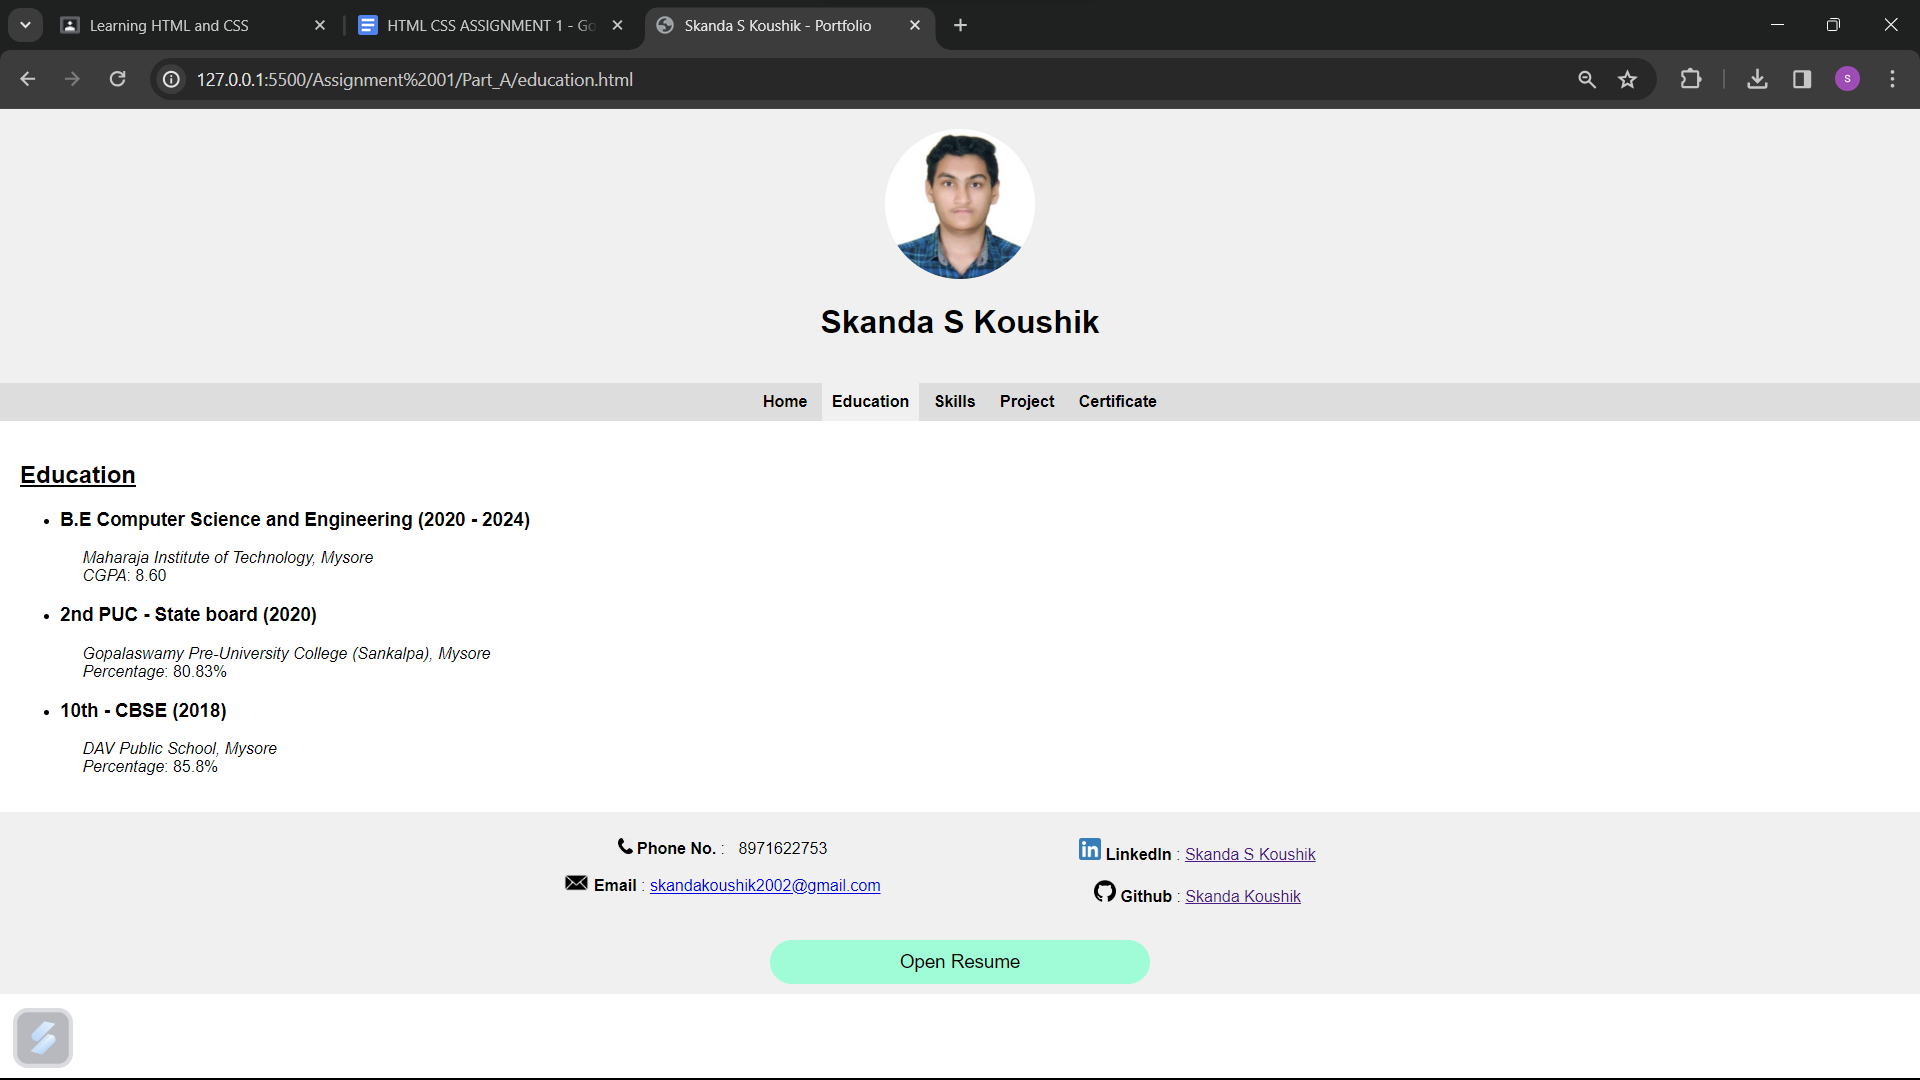 Learning HTML and CSS
HTML CSS ASSIGNMENT 1 - Go
Skanda S Koushik - Portfolio
127.0.0.1:5500/Assignment%2001/Part_A/education.html
S
Skanda S Koushik
Home Education Skills Project Certificate
Education
• B.E Computer Science and Engineering (2020 - 2024)
Maharaja Institute of Technology, Mysore
CGPA: 8.60
• 2nd PUC - State board (2020)
Gopalaswamy Pre-University College (Sankalpa), Mysore
Percentage: 80.83%
• 10th - CBSE (2018)
DAV Public School, Mysore
Percentage: 85.8%
Phone No. : 8971622753
Email : skandakoushik2002@gmail.com
in LinkedIn : Skanda S Koushik
Github : Skanda Koushik
Open Resume